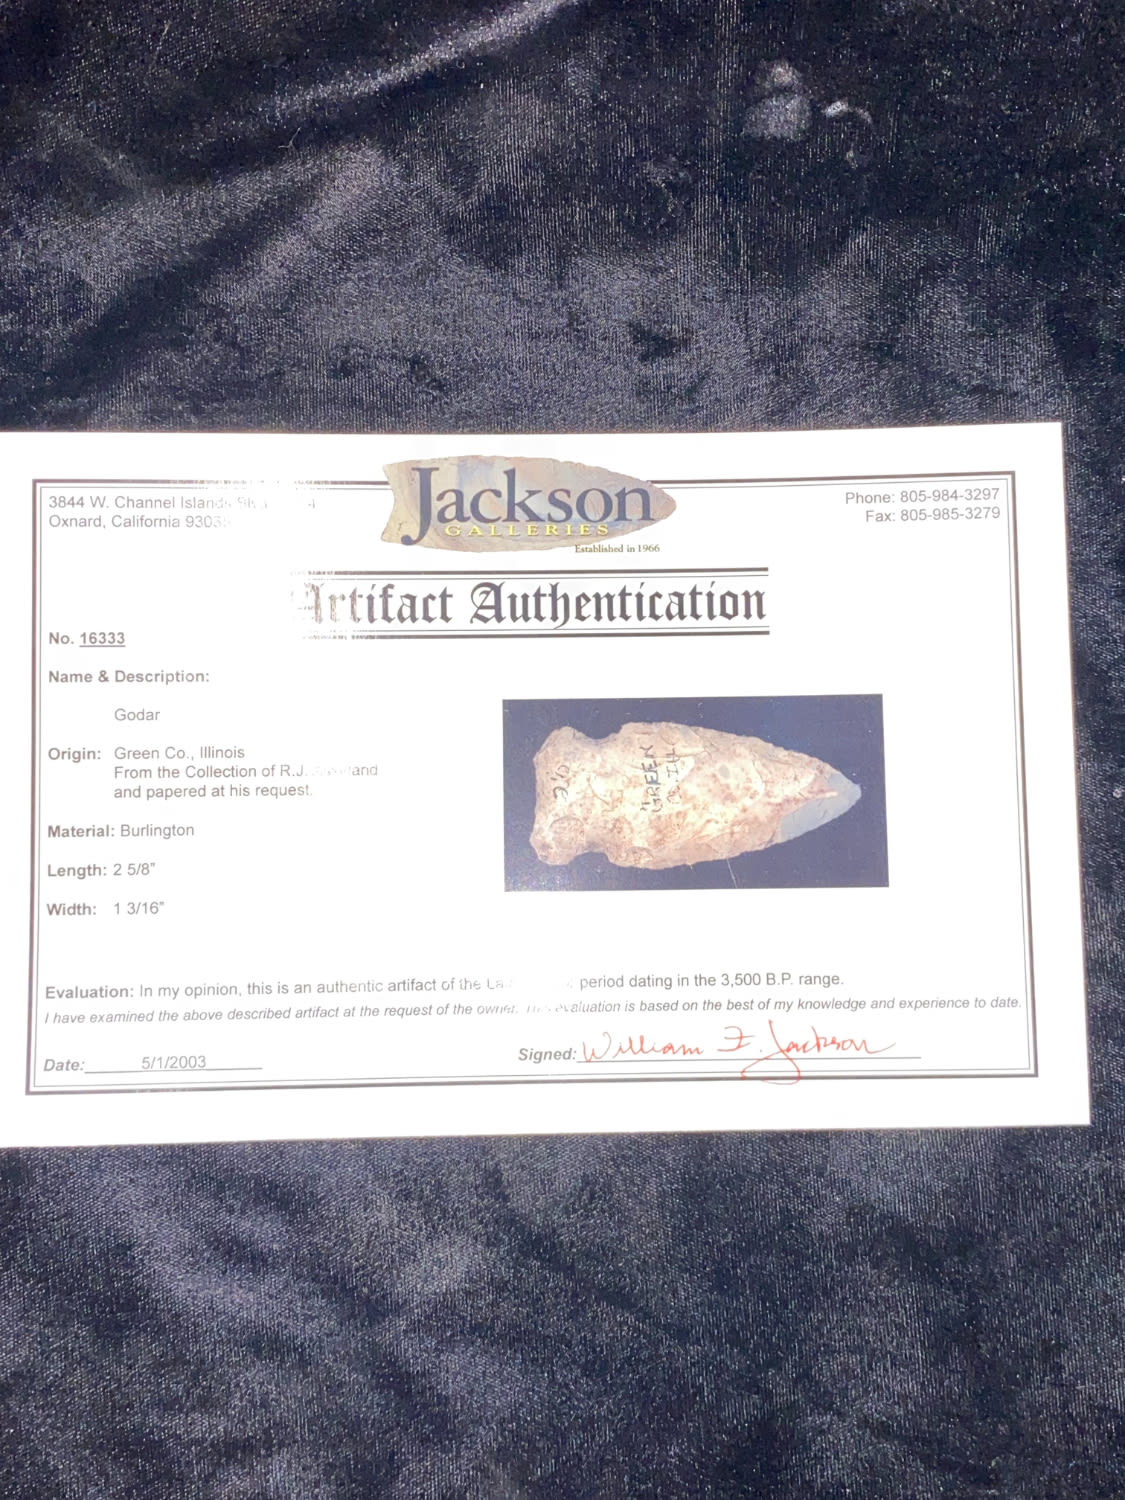 3844 W. Channel Islands
Oxnard, California
Jackson
GALLERIES
Established in 1966
Phone: 805-984-3297
Fax: 805-985-3279
Artifact Authentication
No. 16333
Name & Description:
Godar
Origin: Green Co., Illinois
From the Collection of R.J.
and papered at his request.
Material: Burlington
Length: 2 5/8"
Width: 1 3/16"
GREEN
Evaluation: In my opinion, this is an authentic artifact of the period dating in the 3,500 B.P. range.
I have examined the above described artifact at the request of the owner. evaluation is based on the best of my knowledge and experience to date.
Date: 5/1/2003
Signed: William F. Jackson